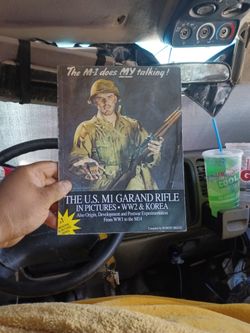 The M-1 does MY talking!
THE U.S. M1 GARAND RIFLE
IN PICTURES • WW2 & KOREA
Also Origin, Development and Postwar Experimentation
From WW1 to the M14